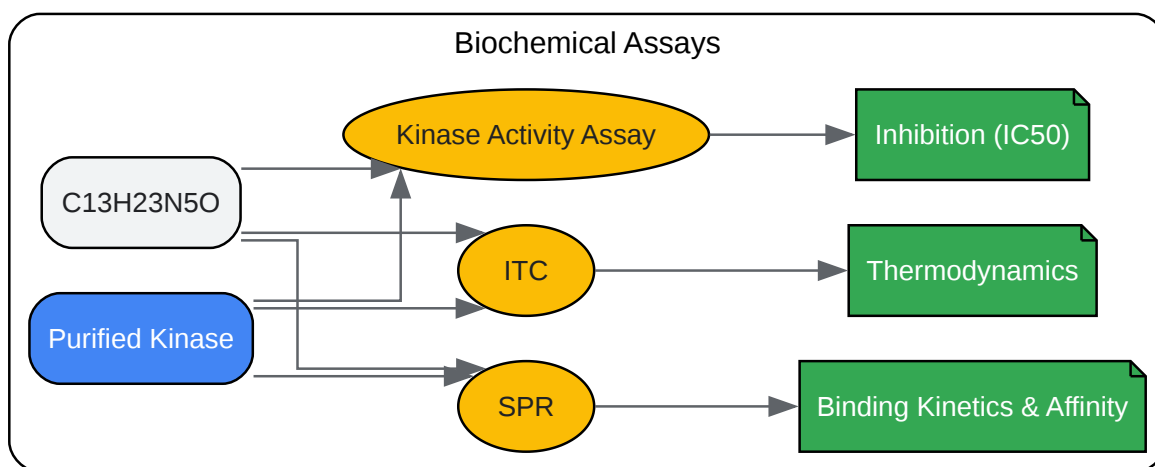 Biochemical Assays
Kinase Activity Assay
Inhibition (IC50)
C13H23N5O
ITC
Thermodynamics
Purified Kinase
SPR
Binding Kinetics & Affinity